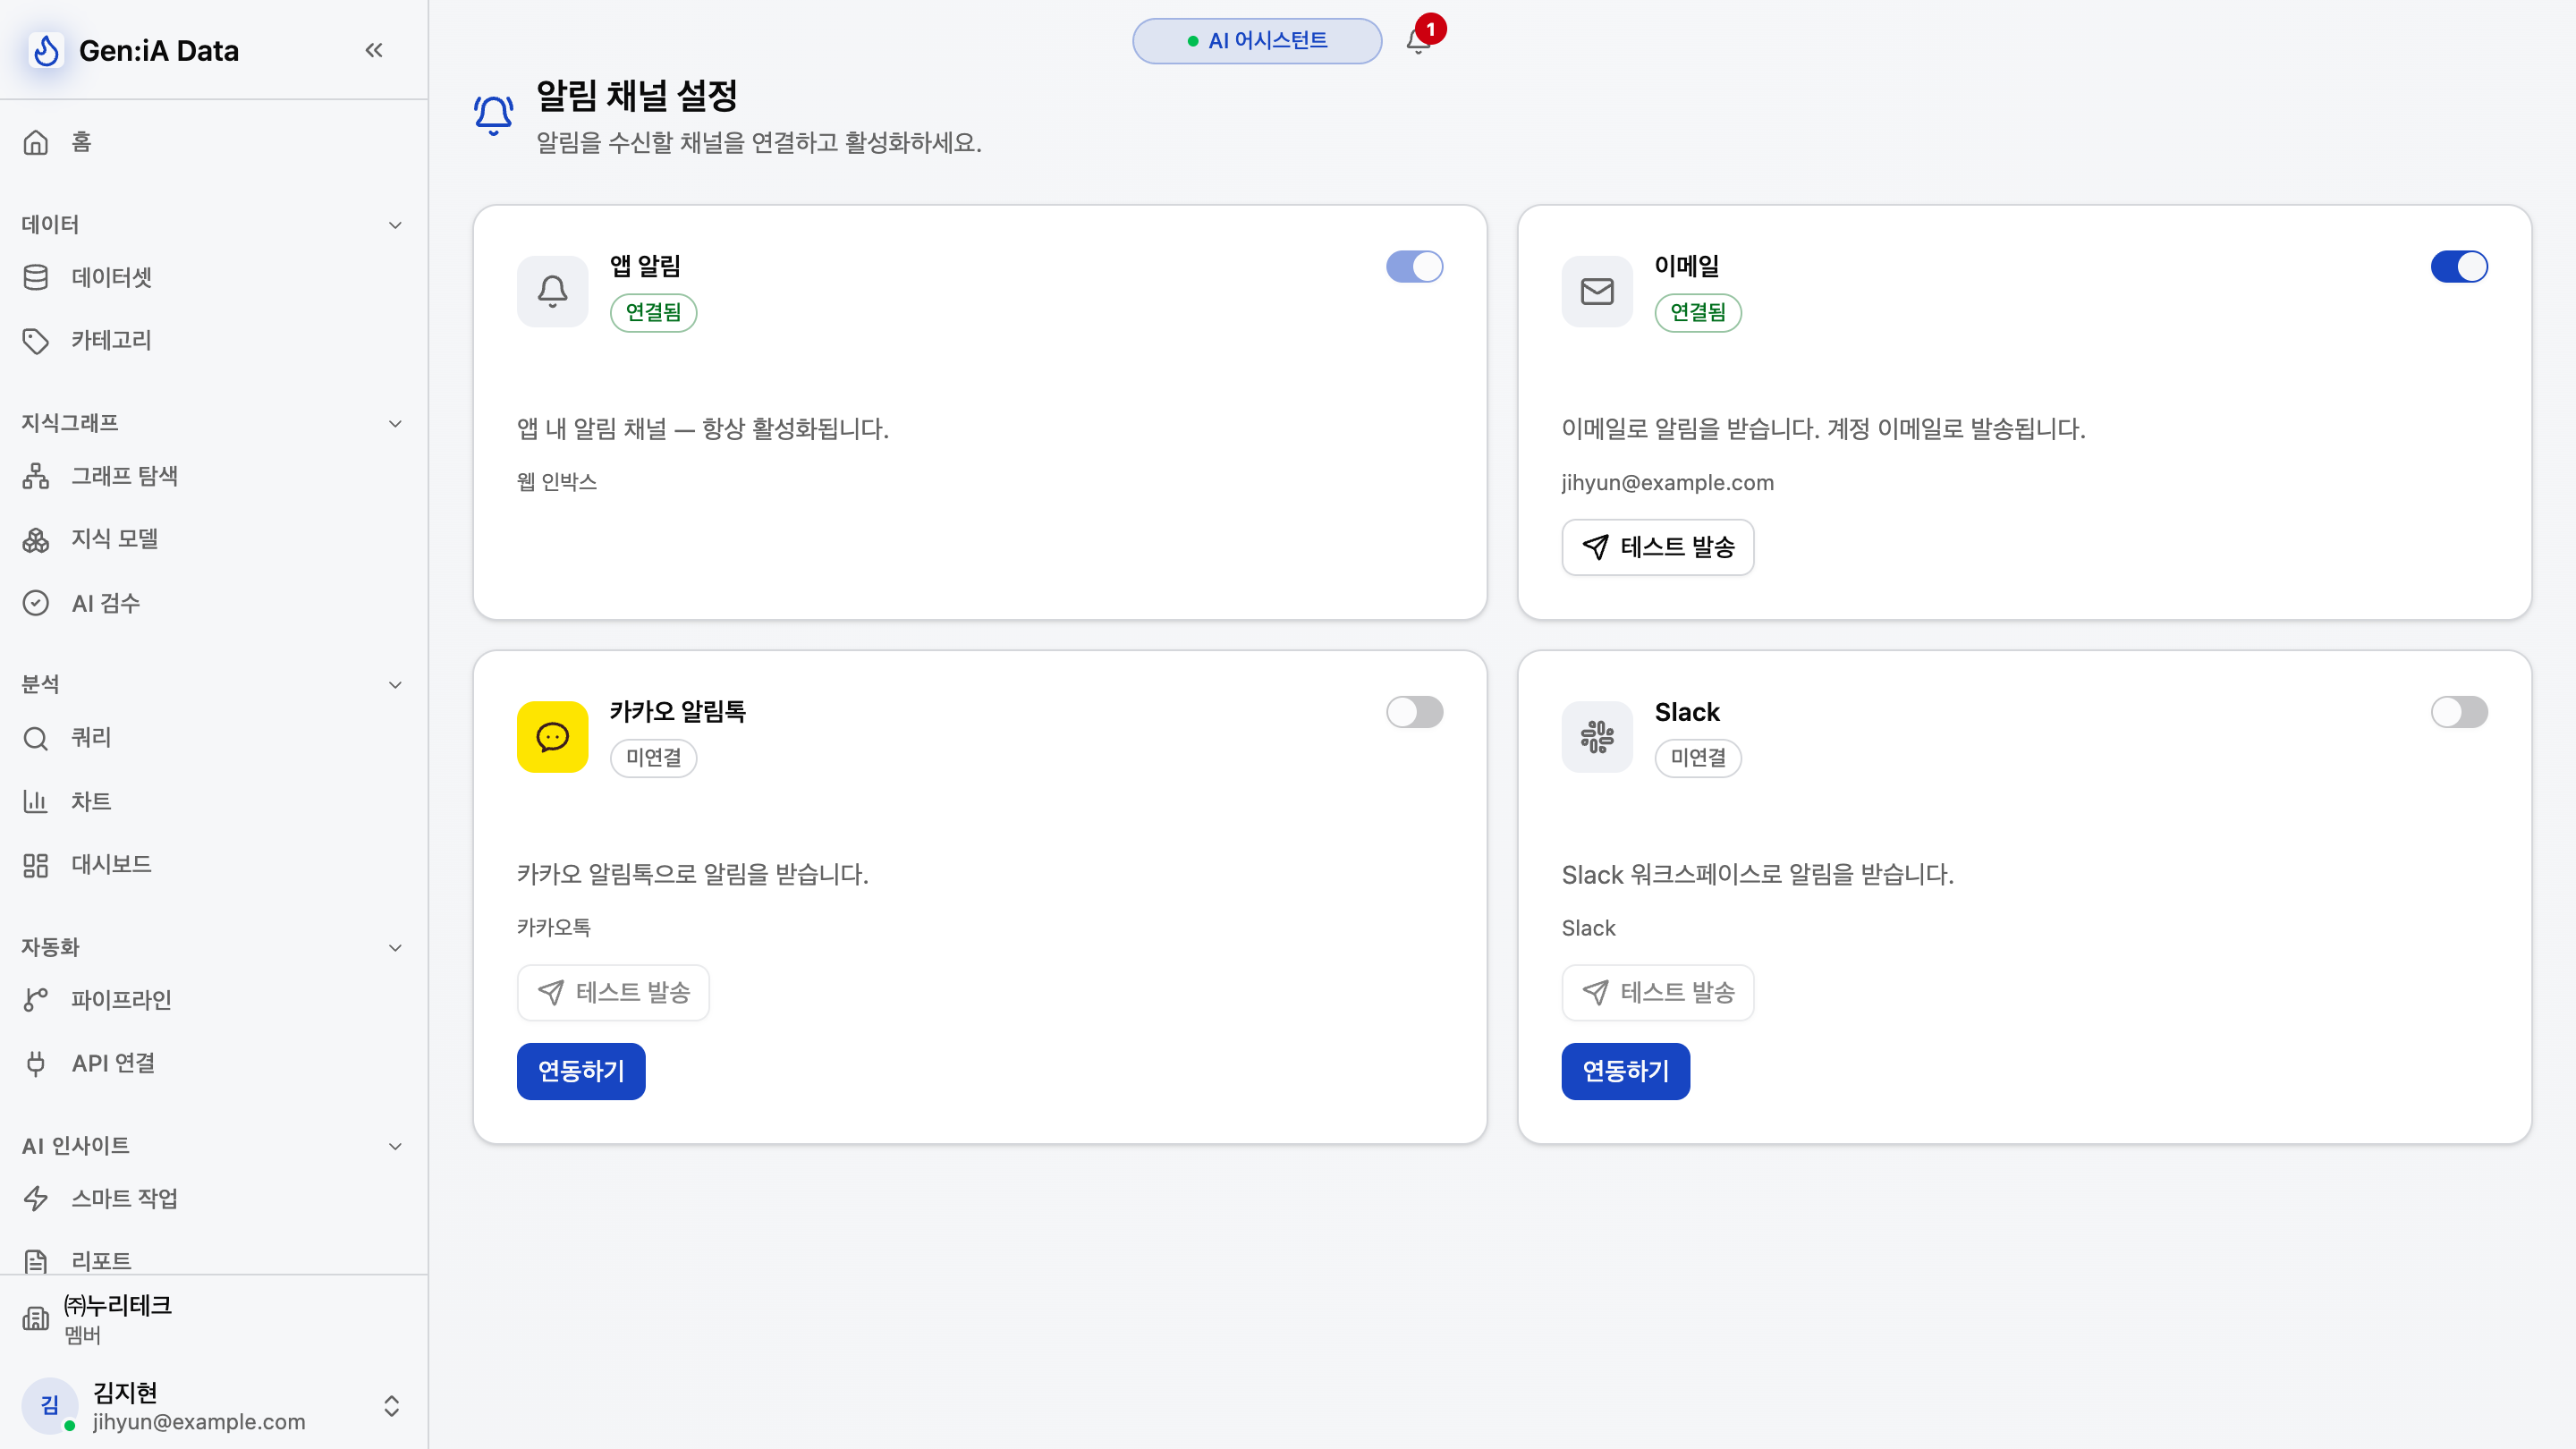 Gen:iA Data
홈
데이터
데이터셋
카테고리
지식그래프
그래프 탐색
지식 모델
AI 검수
분석
쿼리
차트
대시보드
자동화
파이프라인
API 연결
AI 인사이트
스마트 작업
리포트
㈜누리테크
멤버
김
김지현
jihyun@example.com
AI 어시스턴트
1
알림 채널 설정
알림을 수신할 채널을 연결하고 활성화하세요.
앱 알림
연결됨
앱 내 알림 채널 — 항상 활성화됩니다.
웹 인박스
이메일
연결됨
이메일로 알림을 받습니다. 계정 이메일로 발송됩니다.
jihyun@example.com
테스트 발송
카카오 알림톡
미연결
카카오 알림톡으로 알림을 받습니다.
카카오톡
테스트 발송
연동하기
Slack
미연결
Slack 워크스페이스로 알림을 받습니다.
Slack
테스트 발송
연동하기